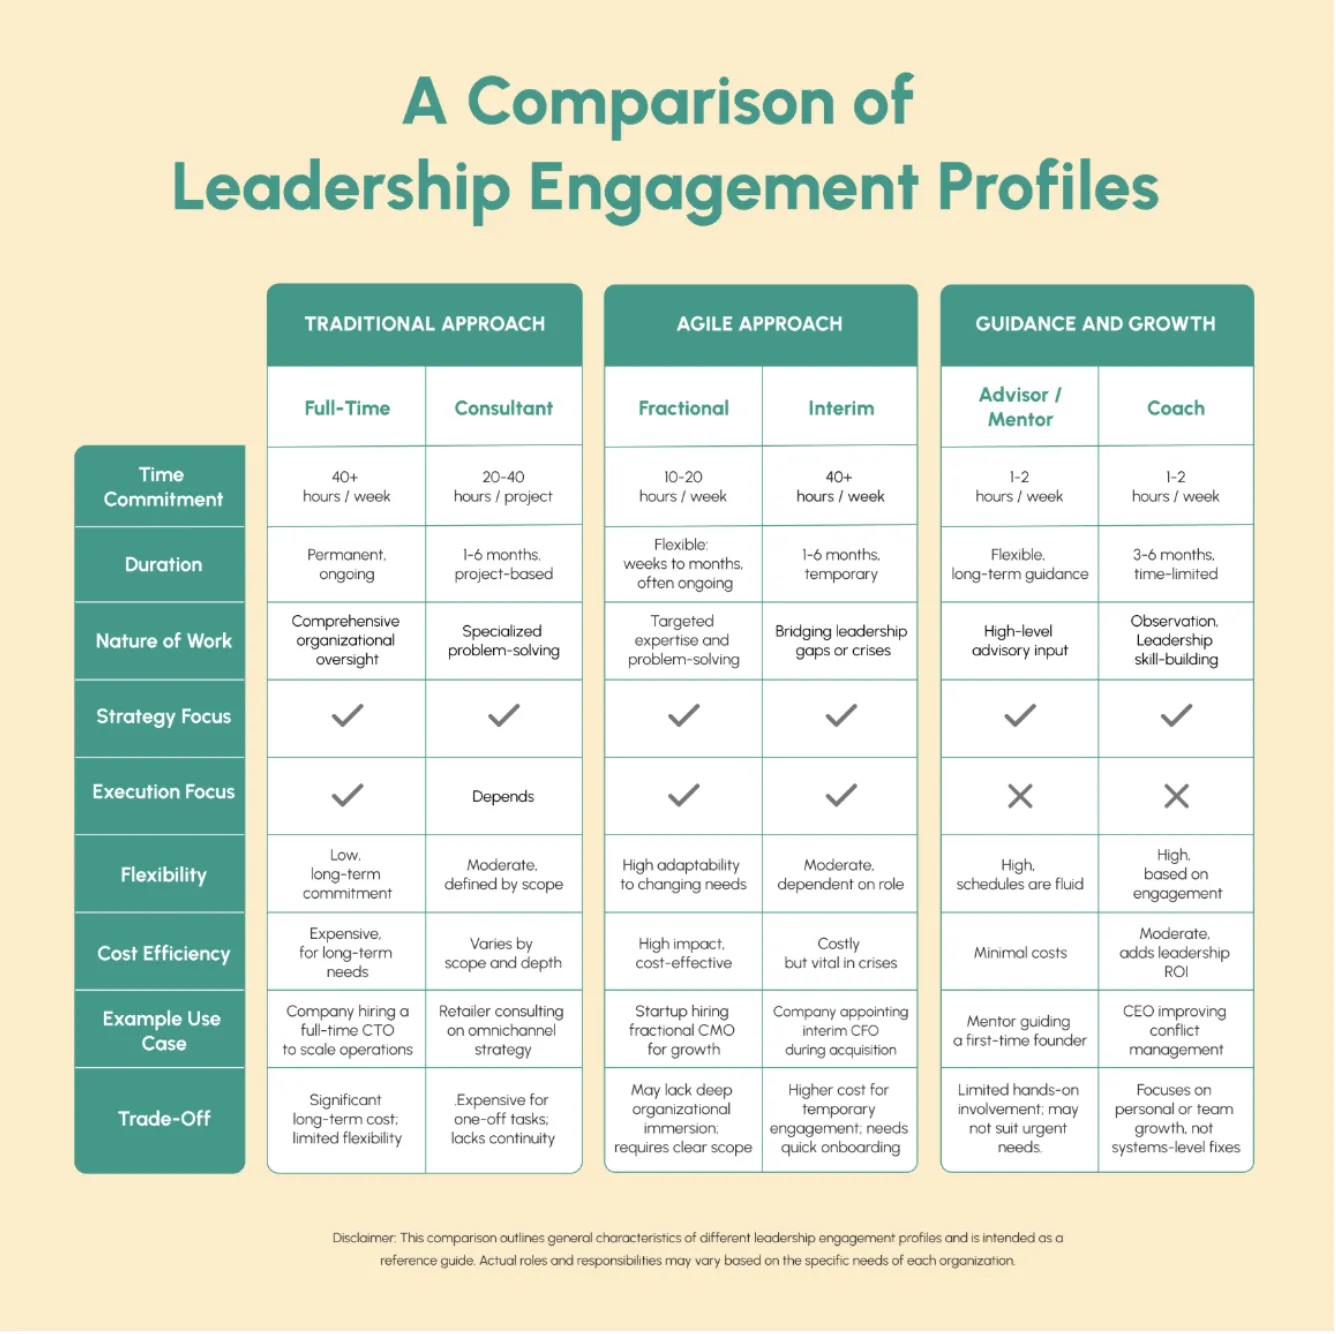 A Comparison of
Leadership Engagement Profiles
TRADITIONAL APPROACH
AGILE APPROACH
GUIDANCE AND GROWTH
Full-Time
Consultant
Fractional
Interim
Advisor /
Mentor
Coach
Time
Commitment
40+
hours / week
20-40
hours / project
10-20
hours / week
40+
hours / week
1-2
hours / week
1-2
hours / week
Duration
Permanent,
ongoing
1-6 months,
project-based
Flexible:
weeks to months,
often ongoing
1-6 months,
temporary
Flexible,
long-term guidance
3-6 months,
time-limited
Nature of Work
Comprehensive
organizational
oversight
Specialized
problem-solving
Targeted
expertise and
problem-solving
Bridging leadership
gaps or crises
High-level
advisory input
Observation,
Leadership
skill-building
Strategy Focus
Execution Focus
Depends
Flexibility
Low,
long-term
commitment
Moderate,
defined by scope
High adaptability
to changing needs
Moderate,
dependent on role
High,
schedules are fluid
High,
based on
engagement
Cost Efficiency
Expensive,
for long-term
needs
Varies by
scope and depth
High impact,
cost-effective
Costly
but vital in crises
Minimal costs
Moderate,
adds leadership
ROI
Example Use
Case
Company hiring a
full-time CTO
to scale operations
Retailer consulting
on omnichannel
strategy
Startup hiring
fractional CMO
for growth
Company appointing
interim CFO
during acquisition
Mentor guiding
a first-time founder
CEO improving
conflict
management
Trade-Off
Significant
long-term cost;
limited flexibility
.Expensive for
one-off tasks;
lacks continuity
May lack deep
organizational
immersion;
requires clear scope
Higher cost for
temporary
engagement; needs
quick onboarding
Limited hands-on
involvement; may
not suit urgent
needs.
Focuses on
personal or team
growth, not
systems-level fixes
Disclaimer: This comparison outlines general characteristics of different leadership engagement profiles and is intended as a
reference guide. Actual roles and responsibilities may vary based on the specific needs of each organization.